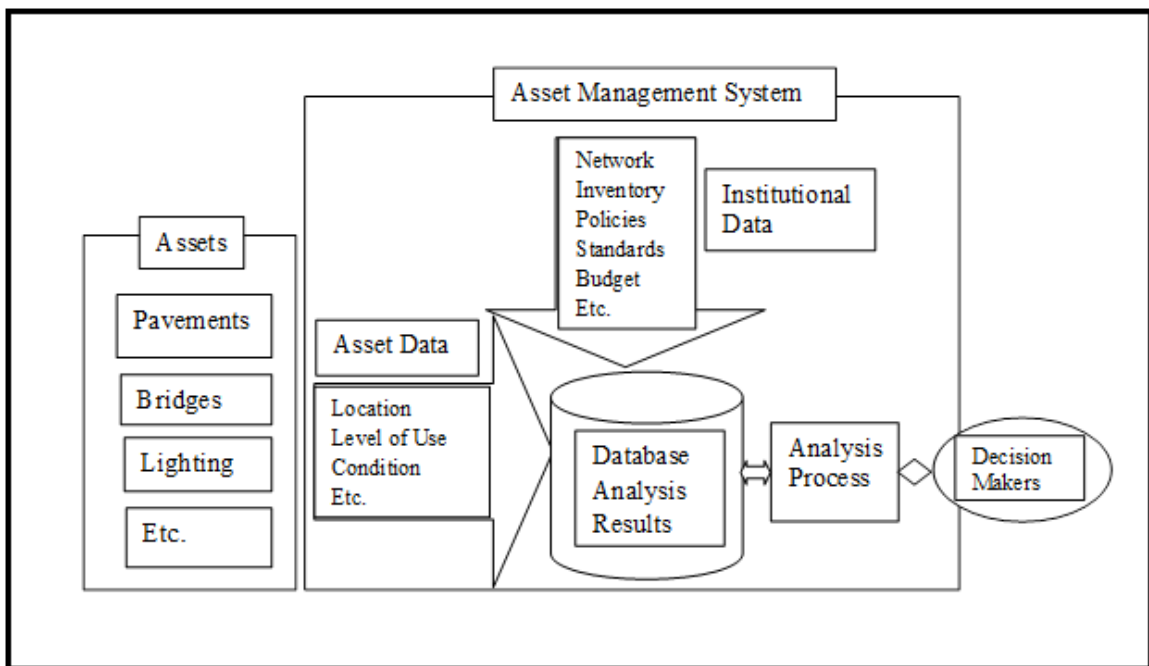 Asset Management System
Network
Inventory
Policies
Standards
Budget
Etc.
Institutional
Data
Assets
Pavements
Bridges
Lighting
Etc.
Asset Data
Location
Level of Use
Condition
Etc.
Database
Analysis
Results
Analysis
Process
Decision
Makers